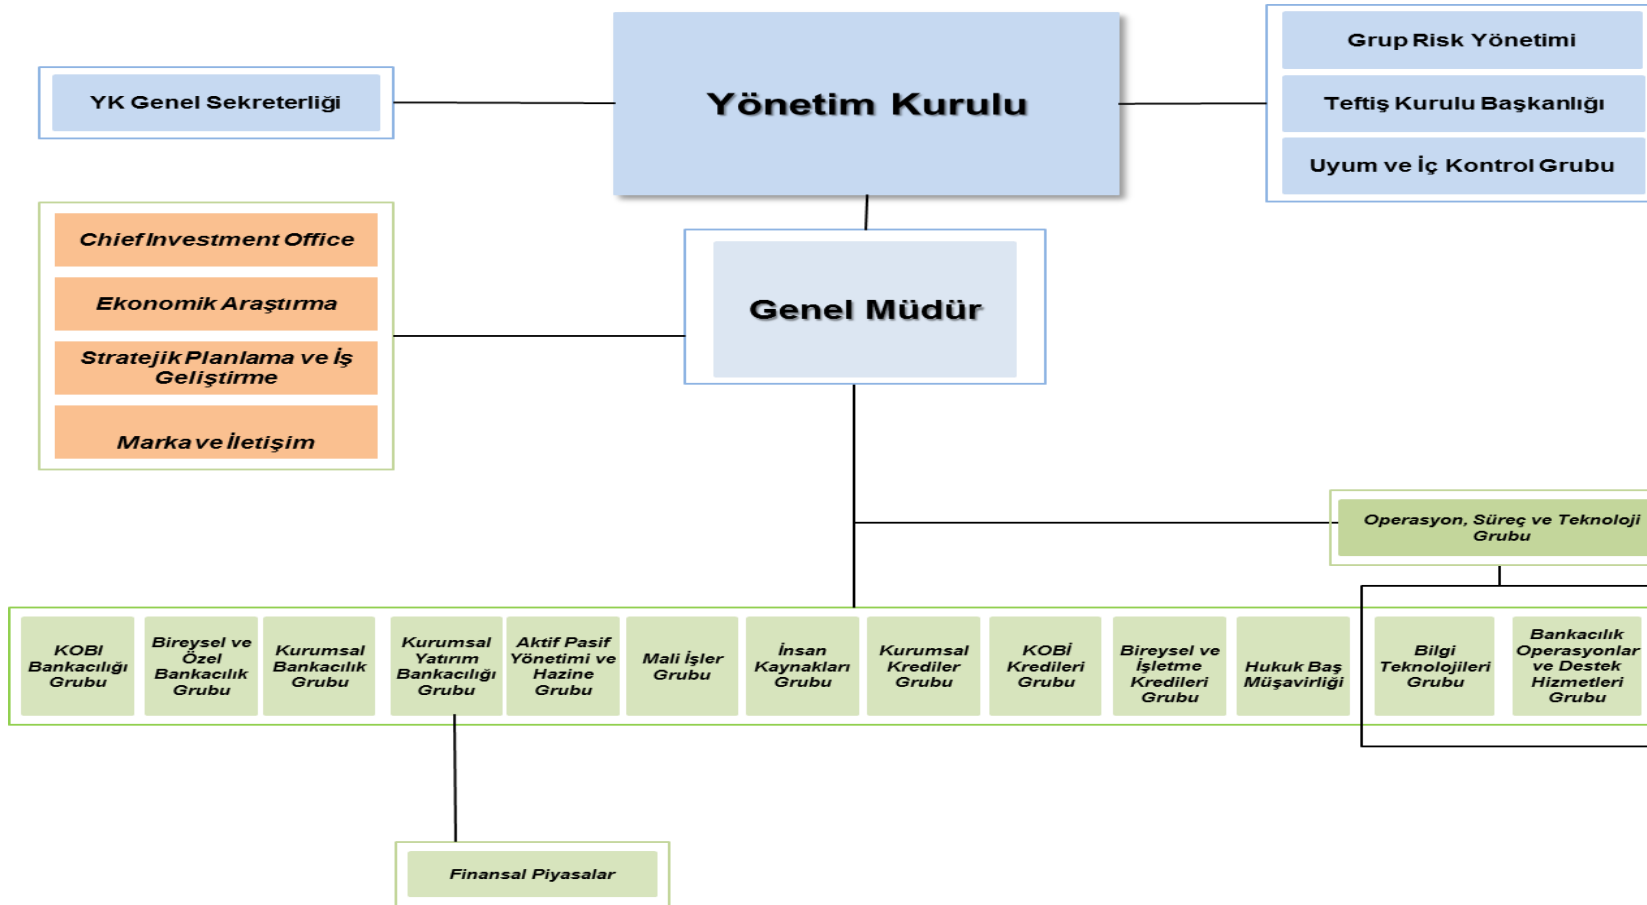 Yönetim Kurulu
YK Genel Sekreterliği
Grup Risk Yönetimi
Teftiş Kurulu Başkanlığı
Uyum ve İç Kontrol Grubu
Genel Müdür
Chief Investment Office
Ekonomik Araştırma
Stratejik Planlama ve İş
Geliştirme
Marka ve İletişim
Operasyon, Süreç ve Teknoloji
Grubu
KOBI
Bankacılığı
Grubu
Bireysel ve
Özel
Bankacılık
Grubu
Kurumsal
Bankacılık
Grubu
Kurumsal
Yatırım
Bankacılığı
Grubu
Aktif Pasif
Yönetimi ve
Hazine
Grubu
Mali İşler
Grubu
İnsan
Kaynakları
Grubu
Kurumsal
Krediler
Grubu
KOBİ
Kredileri
Grubu
Bireysel ve
İşletme
Kredileri
Grubu
Hukuk Baş
Müşavirliği
Bilgi
Teknolojileri
Grubu
Bankacılık
Operasyonlar
ve Destek
Hizmetleri
Grubu
Finansal Piyasalar